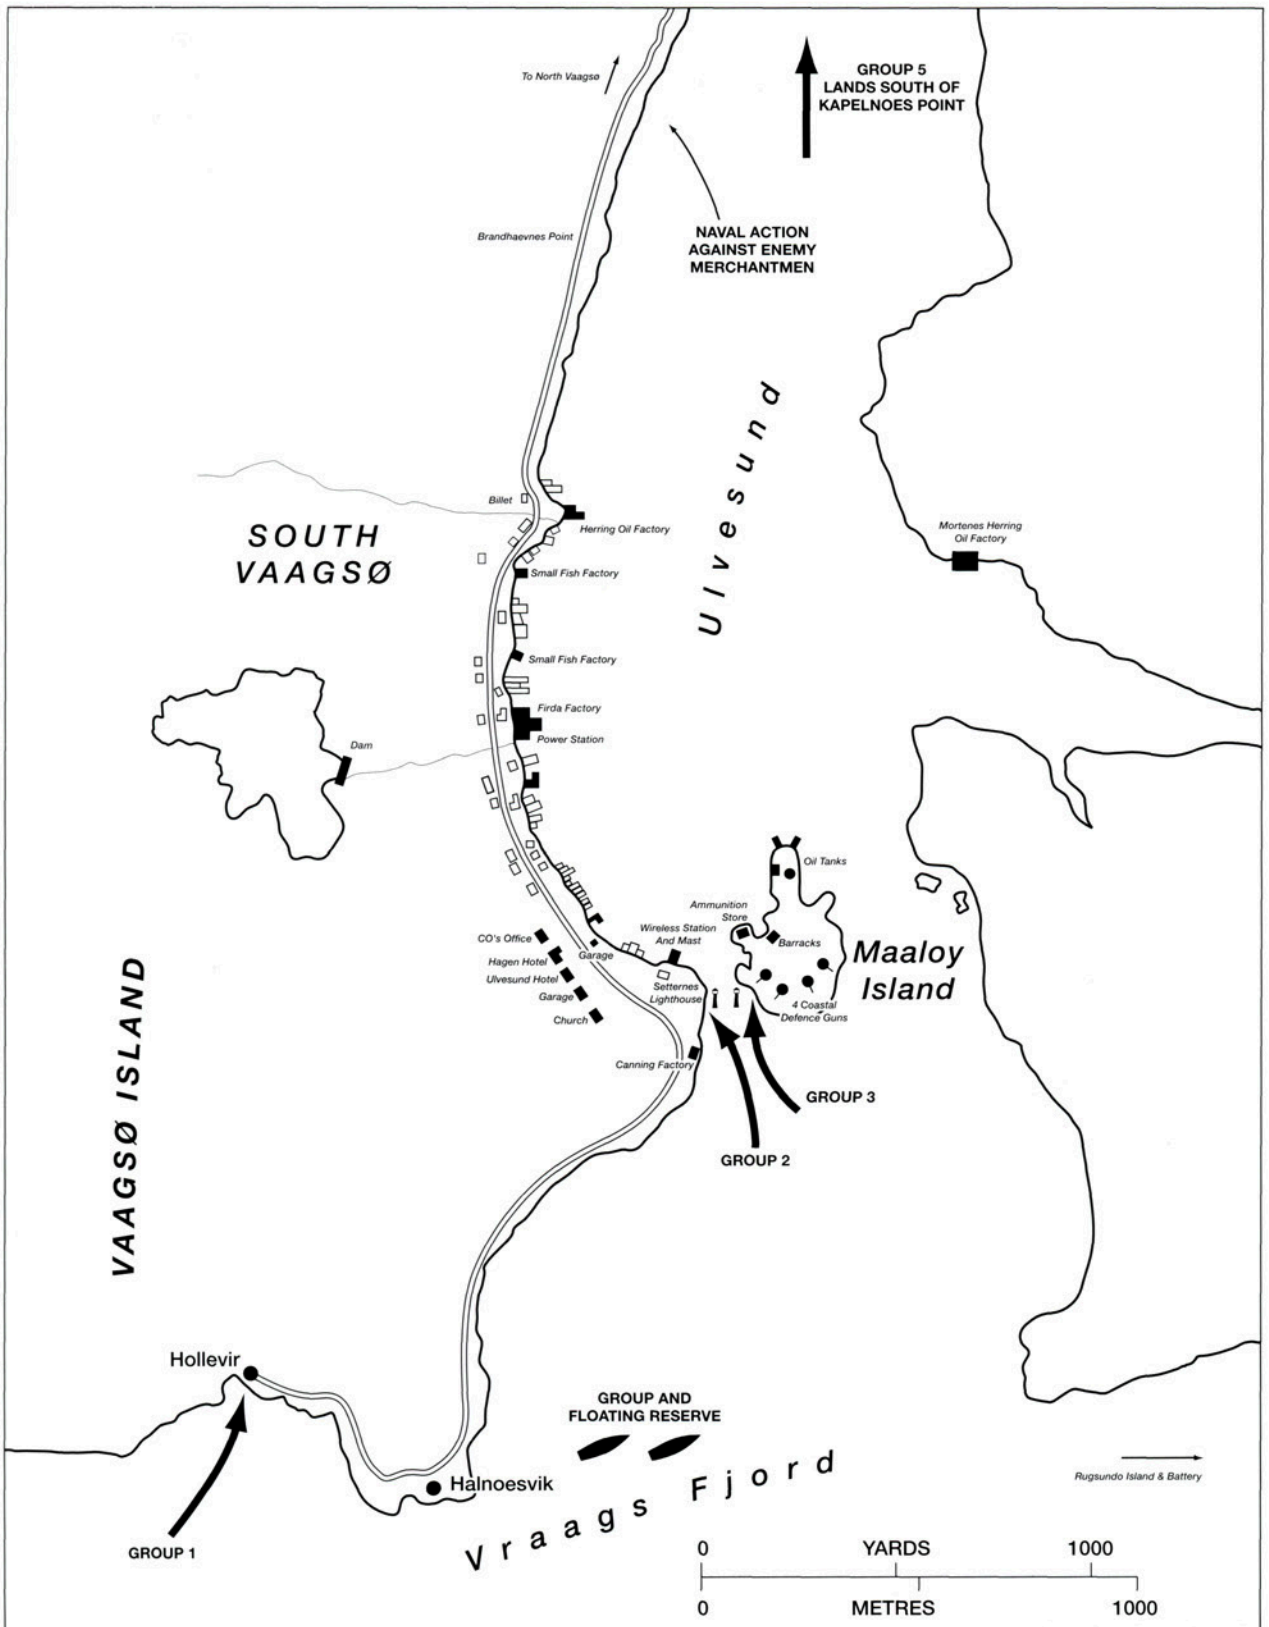 To North Vaagsø
GROUP 5
LANDS SOUTH OF
KAPELNOES POINT
Brandhaevnes Point
NAVAL ACTION
AGAINST ENEMY
MERCHANTMEN
Ulvesund
Billet
Herring Oil Factory
SOUTH
VAAGSØ
Mortenes Herring
Oil Factory
Small Fish Factory
Small Fish Factory
Firda Factory
Power Station
Dam
Oil Tanks
Ammunition
Store
Wireless Station
And Mast
Barracks
CO's Office
Garage
Hagen Hotel
Ulvesund Hotel
Garage
Church
Setternes
Lighthouse
Maaloy
Island
4 Coastal
Defence Guns
Canning Factory
GROUP 3
GROUP 2
VAAGSØ ISLAND
Hollevir
GROUP AND
FLOATING RESERVE
Halnoesvik
Vraags Fjord
Rugsundo Island & Battery
GROUP 1
0 YARDS 1000
0 METRES 1000